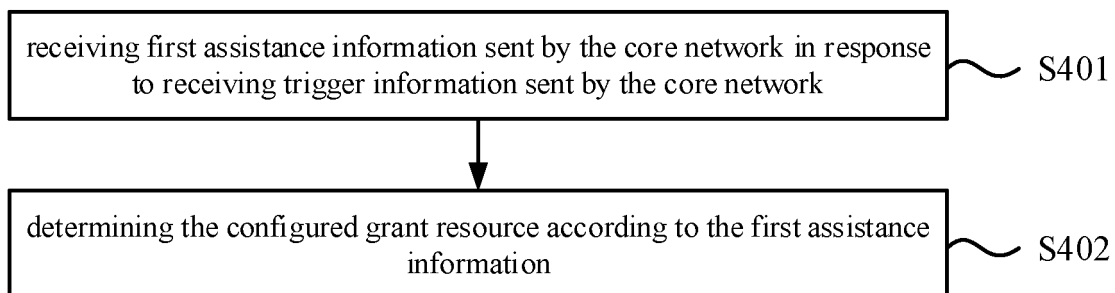 receiving first assistance information sent by the core network in response
to receiving trigger information sent by the core network
S401
determining the configured grant resource according to the first assistance
information
S402